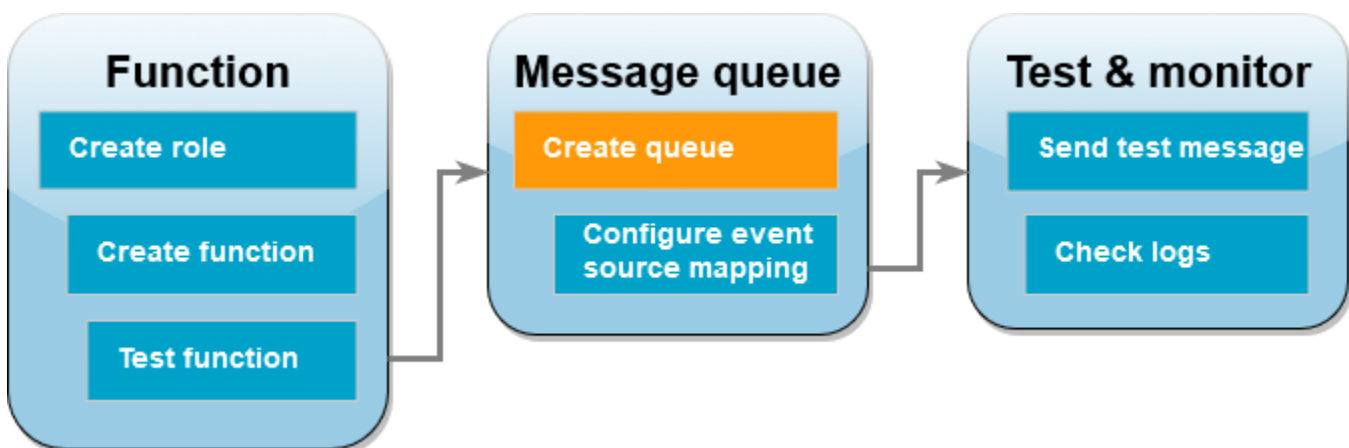 Function
Create role
Create function
Test function
Message queue
Create queue
Configure event
source mapping
Test & monitor
Send test message
Check logs